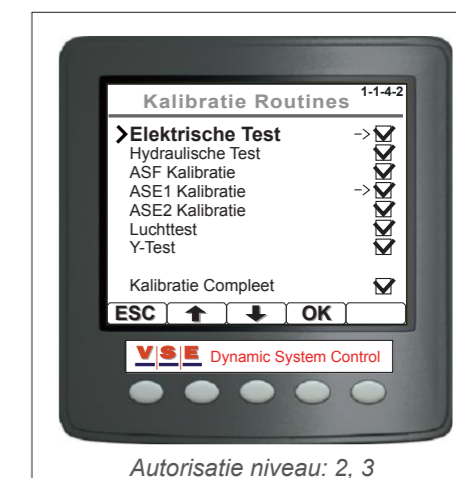 Kalibratie Routines 1-1-4-2
Elektrische Test ->
Hydraulische Test
ASF Kalibratie
ASE1 Kalibratie ->
ASE2 Kalibratie
Luchttest
Y-Test
Kalibratie Compleet
ESC OK
VSE Dynamic System Control
Autorisatie niveau: 2, 3